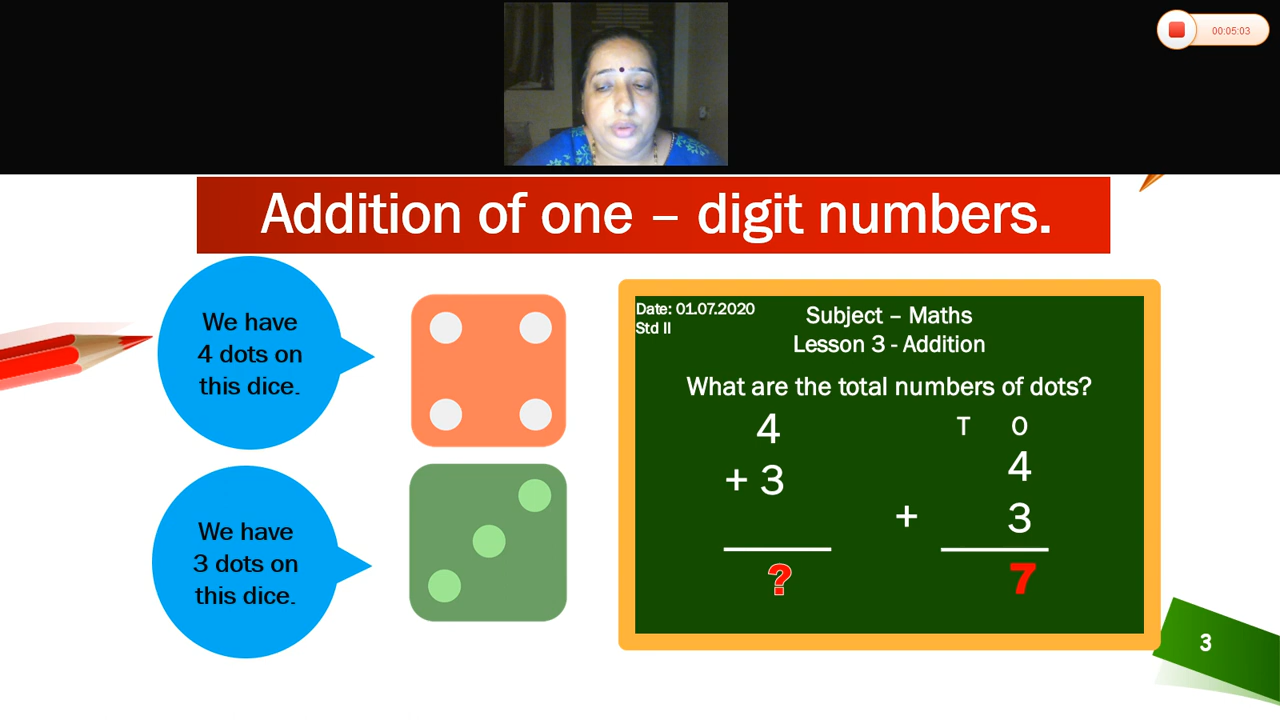 00:05:03
Addition of one – digit numbers.
We have
4 dots on
this dice.
We have
3 dots on
this dice.
Date: 01.07.2020
Std II
Subject – Maths
Lesson 3 - Addition
What are the total numbers of dots?
4
+ 3
?
T O
4
+ 3
7
3